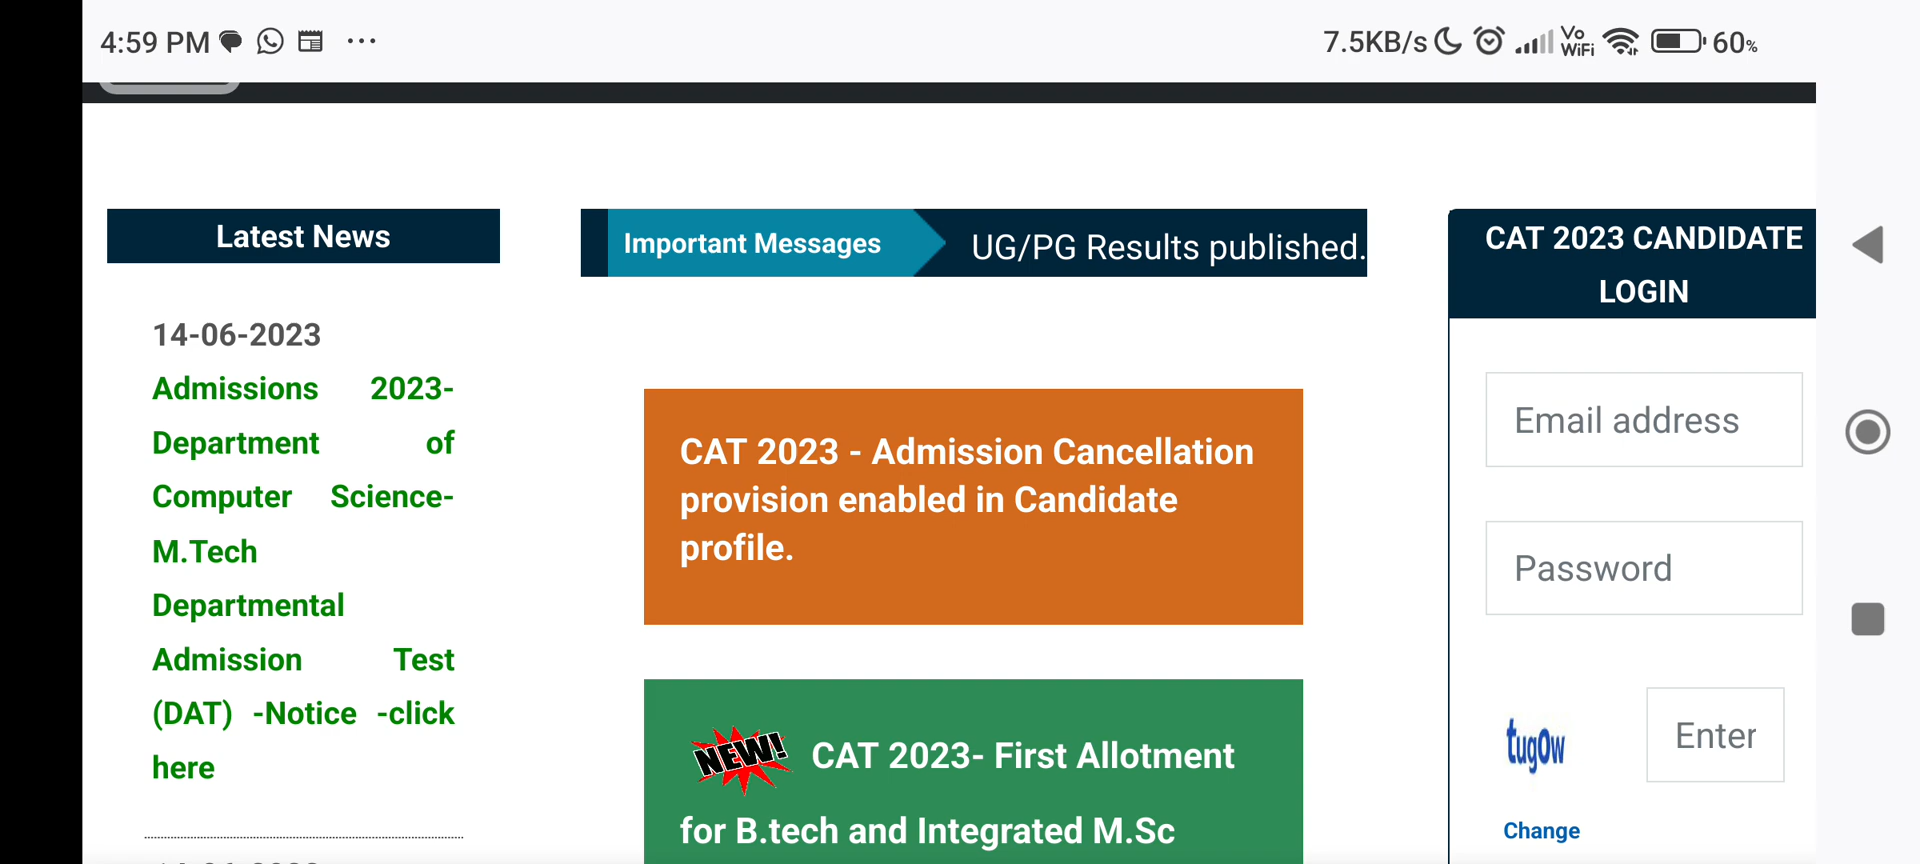 4:59 PM
7.5KB/s
Vo
WiFi
60%
Latest News
14-06-2023
Admissions 2023-
Department of
Computer Science-
M.Tech
Departmental
Admission Test
(DAT) -Notice -click
here
Important Messages
UG/PG Results published.
CAT 2023 - Admission Cancellation
provision enabled in Candidate
profile.
NEW! CAT 2023- First Allotment
for B.tech and Integrated M.Sc
CAT 2023 CANDIDATE
LOGIN
Email address
Password
tugOw
Enter
Change